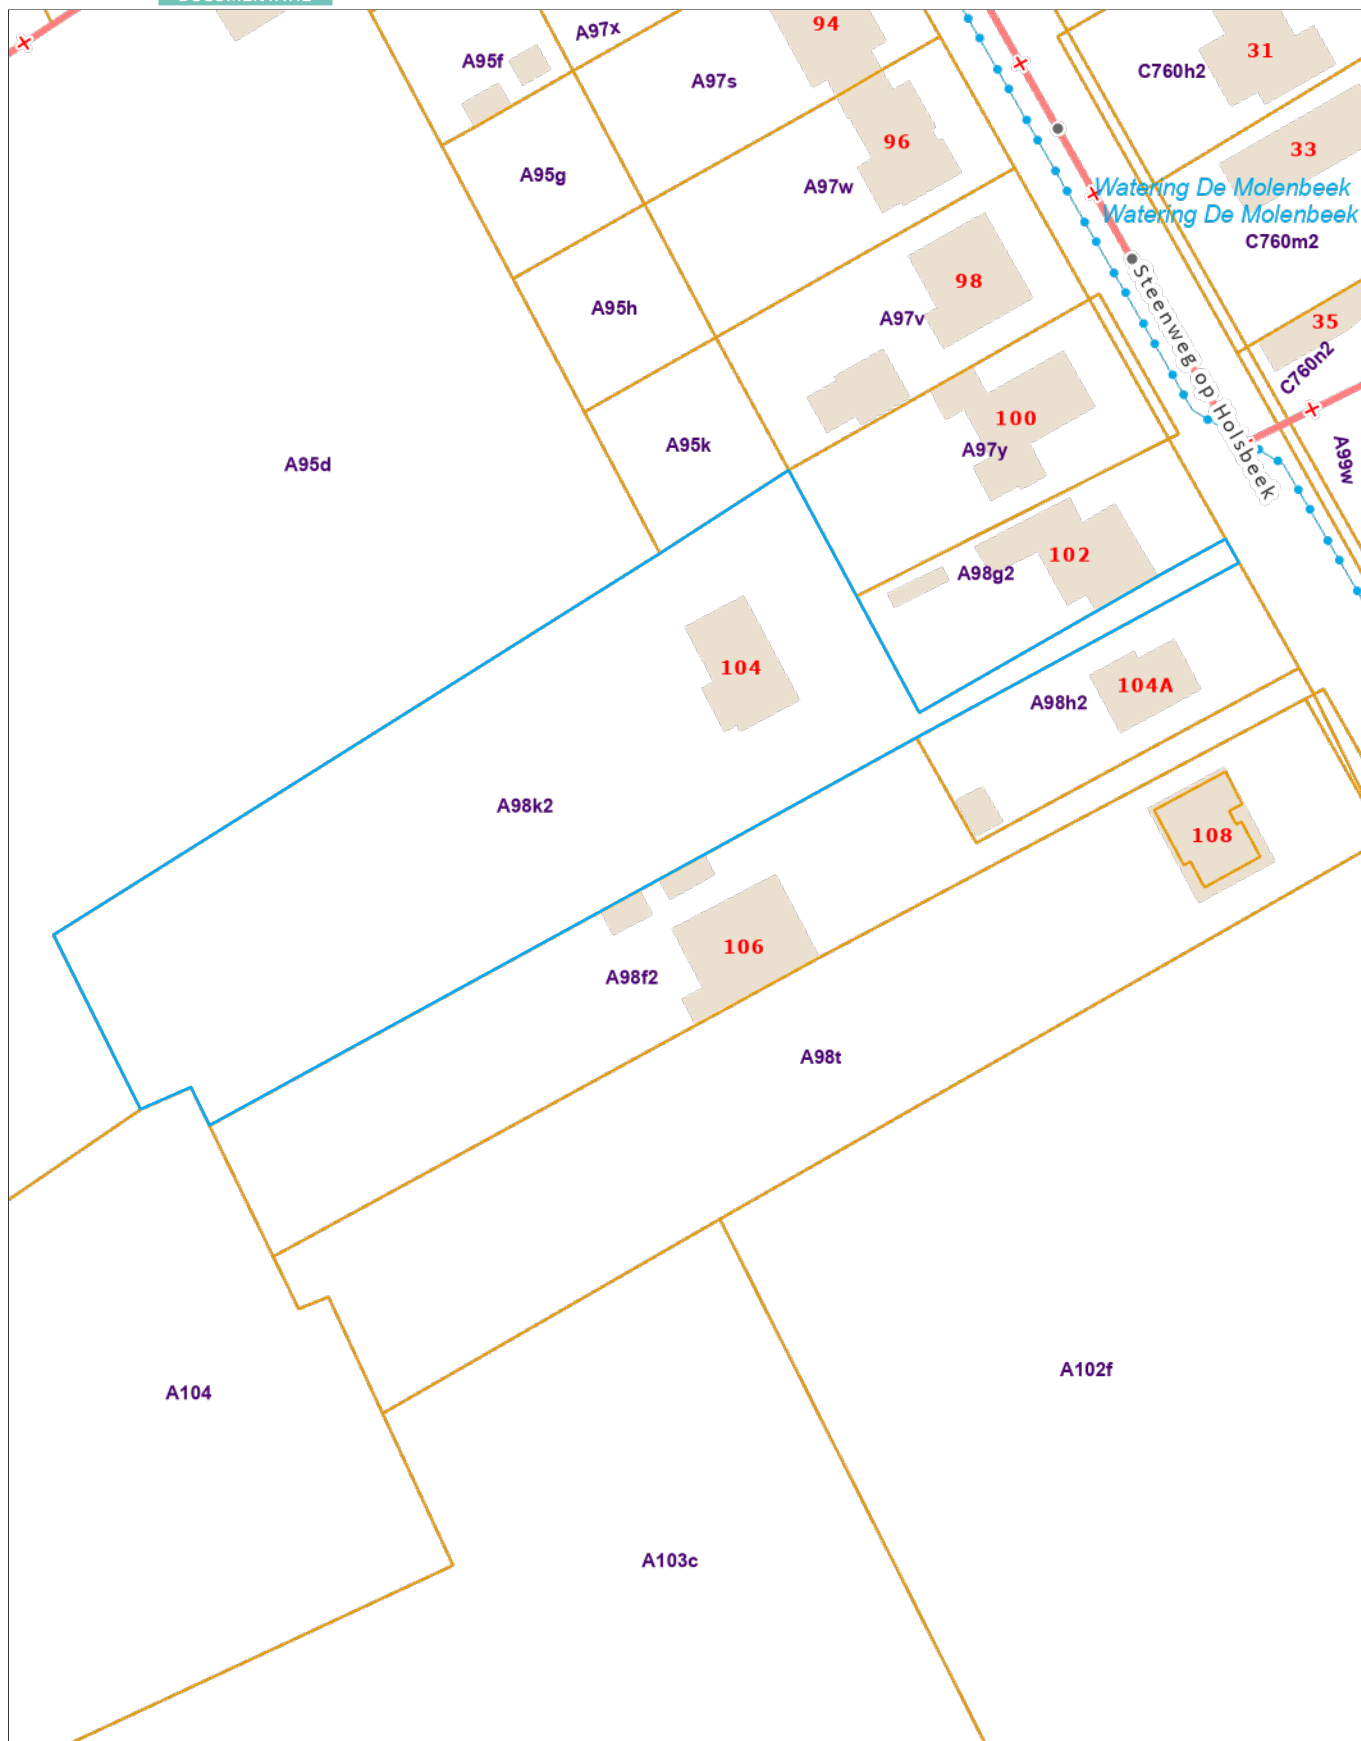 94
A97x
31
A95f
C760h2
A97s
96
33
A95g
A97w
Watering De Molenbeek
Watering De Molenbeek
C760m2
98
A95h
A97v
35
Steenweg op Holsbeek
C760n2
100
A95k
A97y
A99w
A95d
102
A98g2
104
104A
A98h2
A98k2
108
106
A98f2
A98t
A102f
A104
A103c